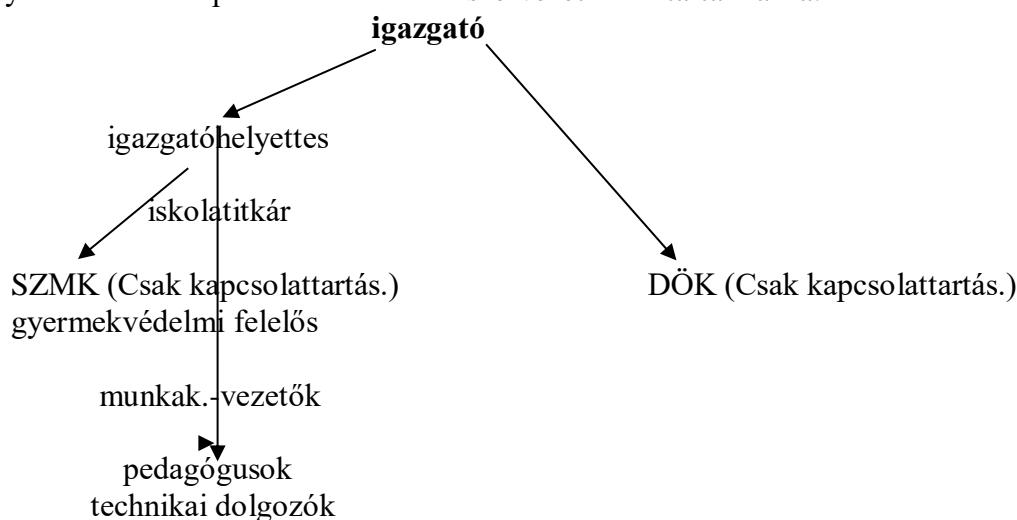 igazgató
igazgatóhelyettes
iskolatitkár
SZMK (Csak kapcsolattartás.) DÖK (Csak kapcsolattartás.)
gyermekvédelmi felelős
munkak.-vezetők
pedagógusok
technikai dolgozók